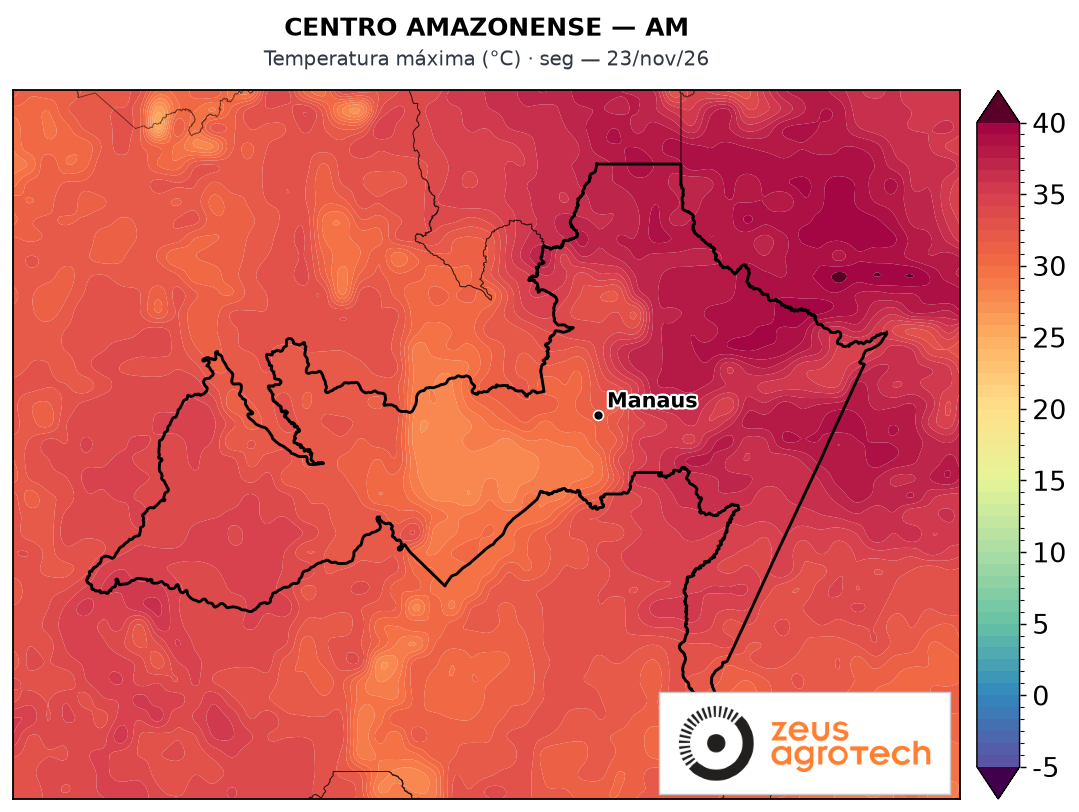 CENTRO AMAZONENSE — AM
Temperatura máxima (°C) · seg — 23/nov/26
Manaus
40
35
30
25
20
15
10
5
0
-5
zeus
agrotech